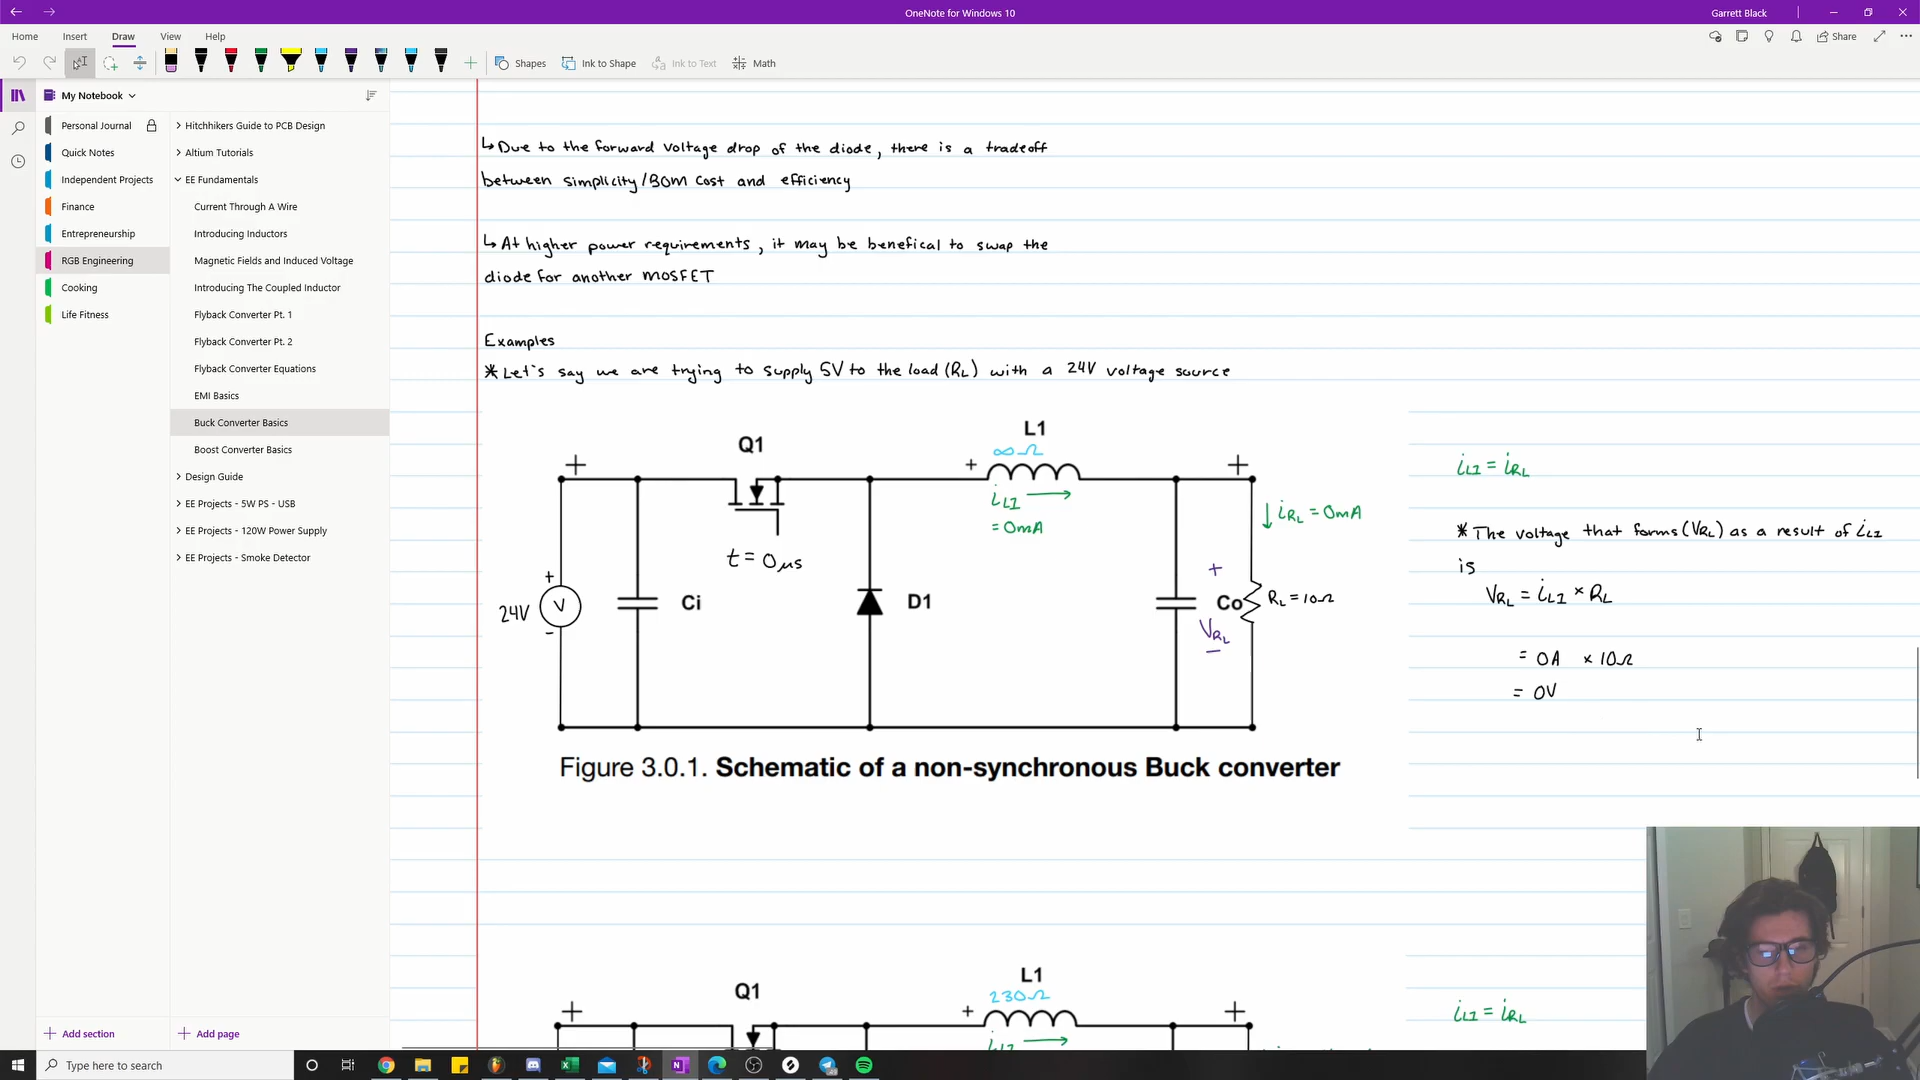 OneNote for Windows 10
Garrett Black
Home Insert Draw View Help
Share
Shapes Ink to Shape Ink to Text Math
My Notebook
Personal Journal
Quick Notes
Independent Projects
Finance
Entrepreneurship
RGB Engineering
Cooking
Life Fitness
Hitchhikers Guide to PCB Design
Altium Tutorials
EE Fundamentals
Current Through A Wire
Introducing Inductors
Magnetic Fields and Induced Voltage
Introducing The Coupled Inductor
Flyback Converter Pt. 1
Flyback Converter Pt. 2
Flyback Converter Equations
EMI Basics
Buck Converter Basics
Boost Converter Basics
Design Guide
EE Projects - 5W PS - USB
EE Projects - 120W Power Supply
EE Projects - Smoke Detector
Add section
Add page
↳ Due to the forward voltage drop of the diode, there is a tradeoff
between simplicity/BOM cost and efficiency
↳ At higher power requirements, it may be benefical to swap the
diode for another MOSFET
Examples
* Let's say we are trying to supply 5V to the load (RL) with a 24V voltage source
Q1
L1
∞Ω
+
+
+
iL1 →
= 0mA
↓ iRL = 0mA
t = 0μs
+
24V
V
-
Ci
D1
+
Co
VRL
-
RL = 10Ω
Figure 3.0.1. Schematic of a non-synchronous Buck converter
iL1 = iRL
* The voltage that forms (VRL) as a result of iL1
is
VRL = iL1 × RL
= 0A × 10Ω
= 0V
Q1
L1
230Ω
+
+
+
iL1 →
iL1 = iRL
Type here to search